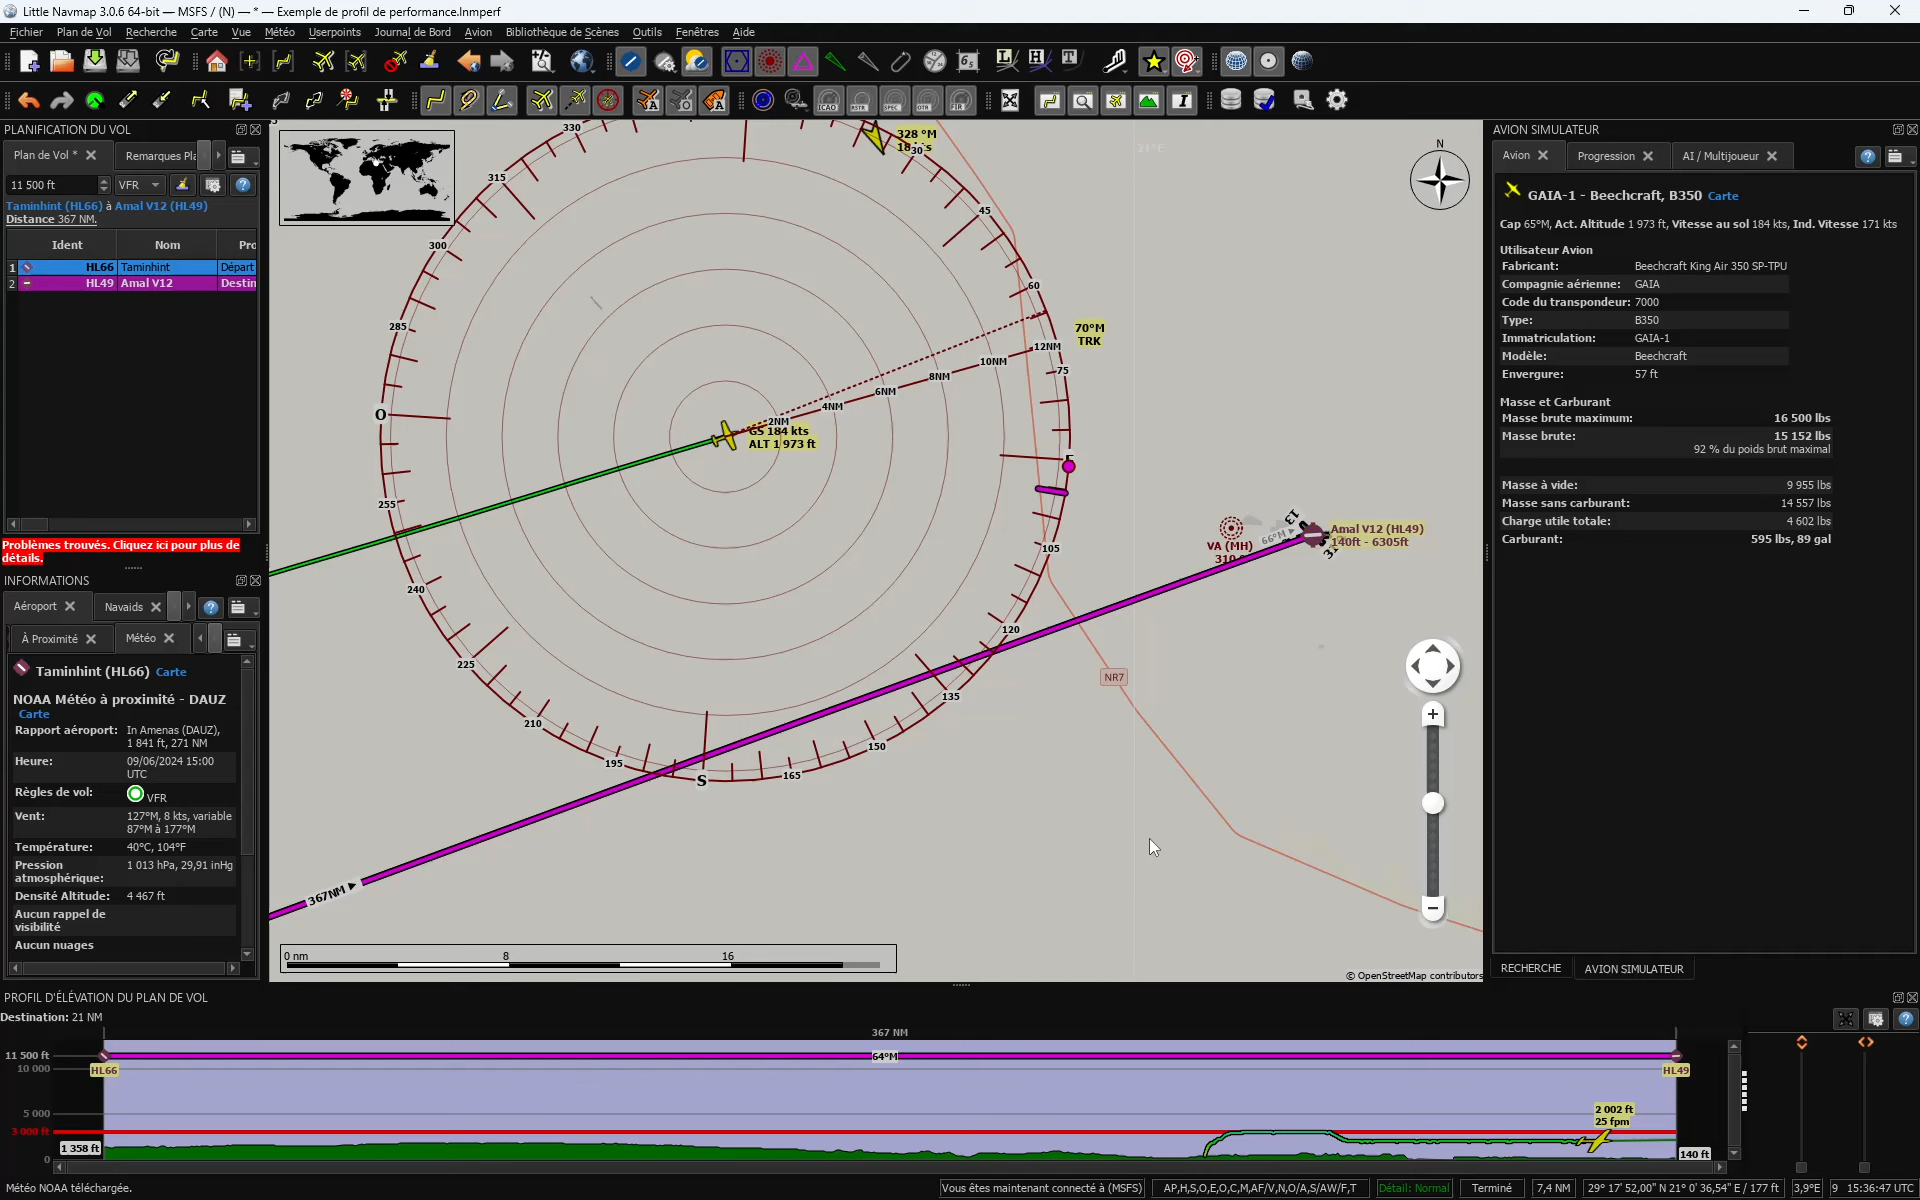 Little Navmap 3.0.6 64-bit — MSFS / (N) — * — Exemple de profil de performance.lnmperf
Fichier Plan de Vol Recherche Carte Vue Météo Userpoints Journal de Bord Avion Bibliothèque de Scènes Outils Fenêtres Aide
PLANIFICATION DU VOL
Plan de Vol * Remarques Pla
11 500 ft VFR
Taminhint (HL66) à Amal V12 (HL49)
Distance 367 NM.
Ident Nom Pro
1 HL66 Taminhint Départ
2 HL49 Amal V12 Destin
Problèmes trouvés. Cliquez ici pour plus de
détails.
INFORMATIONS
Aéroport Navaids
À Proximité Météo
Taminhint (HL66) Carte
NOAA Météo à proximité - DAUZ
Carte
Rapport aéroport: In Amenas (DAUZ),
1 841 ft, 271 NM
Heure: 09/06/2024 15:00
UTC
Règles de vol: VFR
Vent: 127°M, 8 kts, variable
87°M à 177°M
Température: 40°C, 104°F
Pression
atmosphérique: 1 013 hPa, 29,91 inHg
Densité Altitude: 4 467 ft
Aucun rappel de
visibilité
Aucun nuages
330
315
300
285
O
255
240
225
210
195
S
165
150
135
120
105
E
75
60
45
30
328 °M
18 kts
21°E
N
70°M
TRK
12NM
10NM
8NM
6NM
4NM
2NM
GS 184 kts
ALT 1 973 ft
VA (MH)
310
66°M
13
31
Amal V12 (HL49)
140ft - 6305ft
NR7
367NM
0 nm 8 16
© OpenStreetMap contributors
AVION SIMULATEUR
Avion Progression AI / Multijoueur
GAIA-1 - Beechcraft, B350 Carte
Cap 65°M, Act. Altitude 1 973 ft, Vitesse au sol 184 kts, Ind. Vitesse 171 kts
Utilisateur Avion
Fabricant: Beechcraft King Air 350 SP-TPU
Compagnie aérienne: GAIA
Code du transpondeur: 7000
Type: B350
Immatriculation: GAIA-1
Modèle: Beechcraft
Envergure: 57 ft
Masse et Carburant
Masse brute maximum: 16 500 lbs
Masse brute: 15 152 lbs
92 % du poids brut maximal
Masse à vide: 9 955 lbs
Masse sans carburant: 14 557 lbs
Charge utile totale: 4 602 lbs
Carburant: 595 lbs, 89 gal
RECHERCHE AVION SIMULATEUR
PROFIL D'ÉLÉVATION DU PLAN DE VOL
Destination: 21 NM
367 NM
11 500 ft
64°M
10 000
HL66 HL49
5 000
3 000 ft
2 002 ft
25 fpm
1 358 ft
140 ft
0
Météo NOAA téléchargée. Vous êtes maintenant connecté à (MSFS) AP,H,S,O,E,O,C,M,AF/V,N,O/A,S/AW/F,T Détail: Normal Terminé 7,4 NM 29° 17' 52,00" N 21° 0' 36,54" E / 177 ft 3,9°E 9 15:36:47 UTC